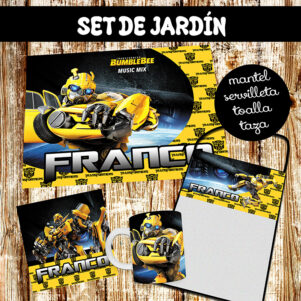 SET DE JARDÍN
BUMBLEBEE
MUSIC MIX
mantel
servilleta
toalla
taza
FRANCO
FRANCO
FRANCO